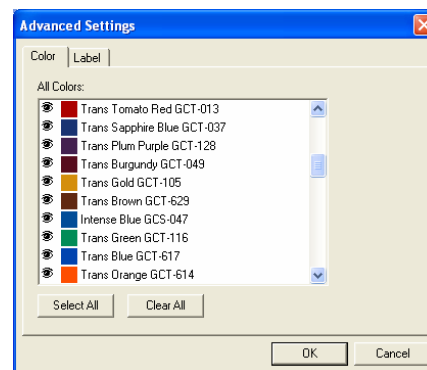 Advanced Settings
Color Label
All Colors:
Trans Tomato Red GCT-013
Trans Sapphire Blue GCT-037
Trans Plum Purple GCT-128
Trans Burgundy GCT-049
Trans Gold GCT-105
Trans Brown GCT-629
Intense Blue GCS-047
Trans Green GCT-116
Trans Blue GCT-617
Trans Orange GCT-614
Select All Clear All
OK Cancel